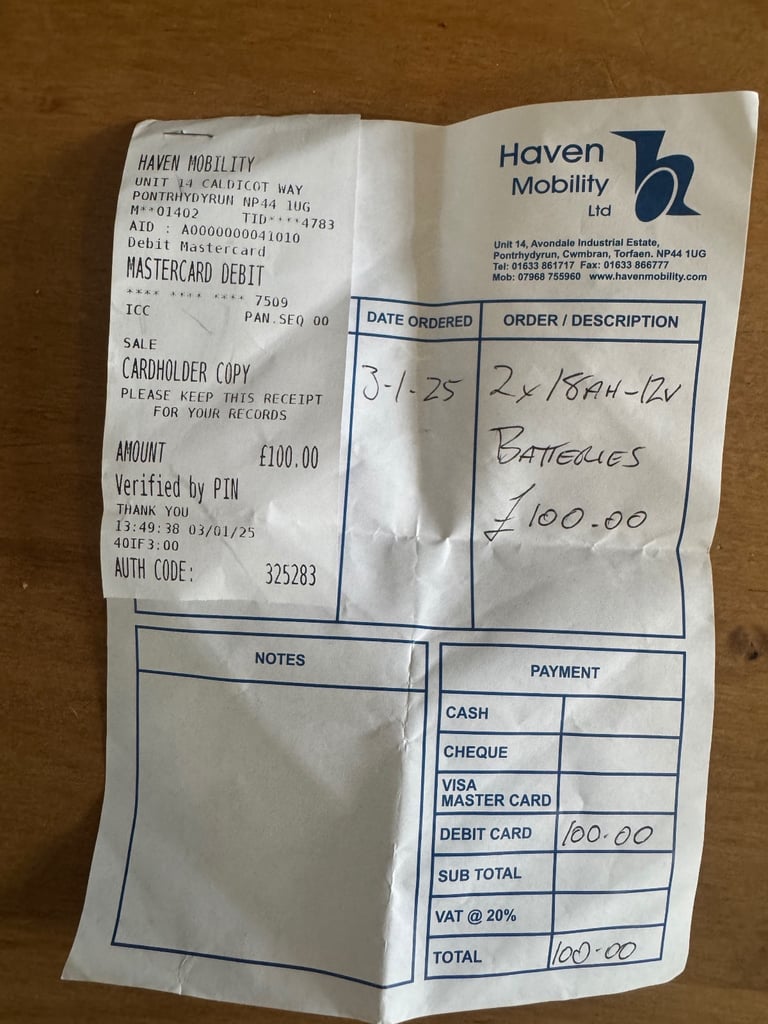 HAVEN MOBILITY
UNIT 14 CALDICOT WAY
PONTRHYDYRUN NP44 1UG
M**01402 TID****4783
AID : A0000000041010
Debit Mastercard
MASTERCARD DEBIT
**** **** **** 7509
ICC PAN.SEQ 00
SALE
CARDHOLDER COPY
PLEASE KEEP THIS RECEIPT
FOR YOUR RECORDS
AMOUNT £100.00
Verified by PIN
THANK YOU
13:49:38 03/01/25
40IF3:00
AUTH CODE: 325283
Haven
Mobility
Ltd
Unit 14, Avondale Industrial Estate,
Pontrhydyrun, Cwmbran, Torfaen. NP44 1UG
Tel: 01633 861717 Fax: 01633 866777
Mob: 07968 755960 www.havenmobility.com
DATE ORDERED ORDER / DESCRIPTION
3-1-25 2x 18AH-12V
BATTERIES
£100.00
NOTES
PAYMENT
CASH
CHEQUE
VISA
MASTER CARD
DEBIT CARD 100.00
SUB TOTAL
VAT @ 20%
TOTAL 100.00